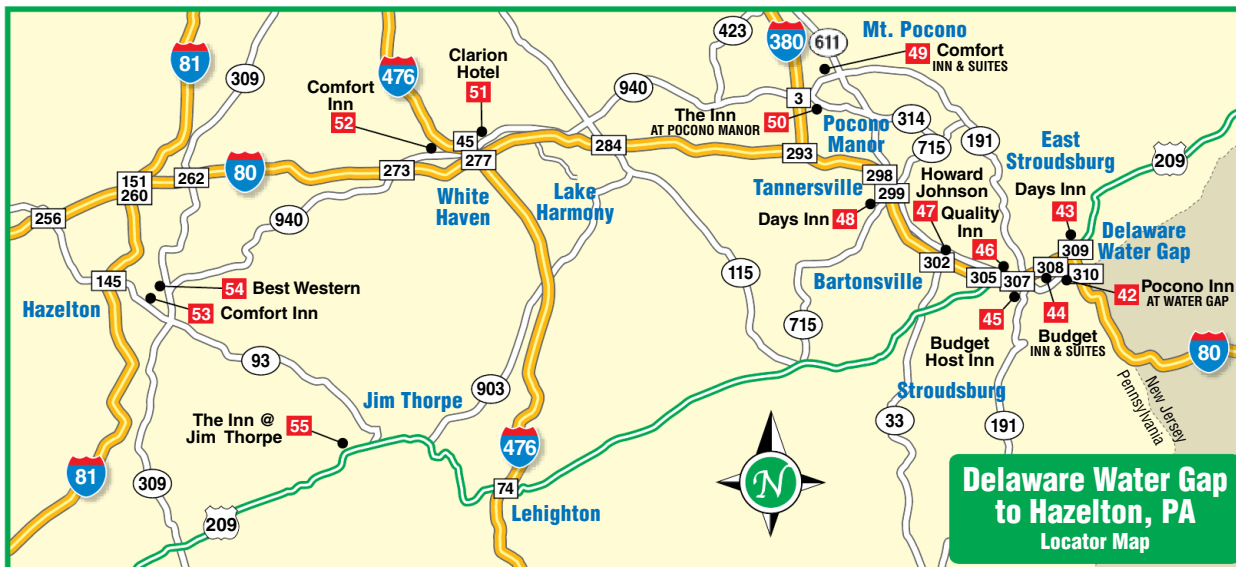 423
380
611
Mt. Pocono
49
Comfort
INN & SUITES
81
309
476
Clarion
Hotel
51
Comfort
Inn
52
940
3
The Inn
AT POCONO MANOR
50
Pocono
Manor
314
715
191
East
Stroudsburg
209
45
277
284
293
298
299
Tannersville
Howard
Johnson
47
Quality
Inn
46
Days Inn
43
151
260
262
80
273
White
Haven
Lake
Harmony
Days Inn
48
256
940
Delaware
Water Gap
309
308
310
302
305
307
145
54
Best Western
53
Comfort Inn
Hazelton
115
Bartonsville
42
Pocono Inn
AT WATER GAP
45
44
Budget
Host Inn
Budget
INN & SUITES
715
80
93
903
Jim Thorpe
Stroudsburg
New Jersey
Pennsylvania
The Inn @
Jim Thorpe
55
33
191
476
81
309
209
74
Lehighton
N
Delaware Water Gap
to Hazelton, PA
Locator Map